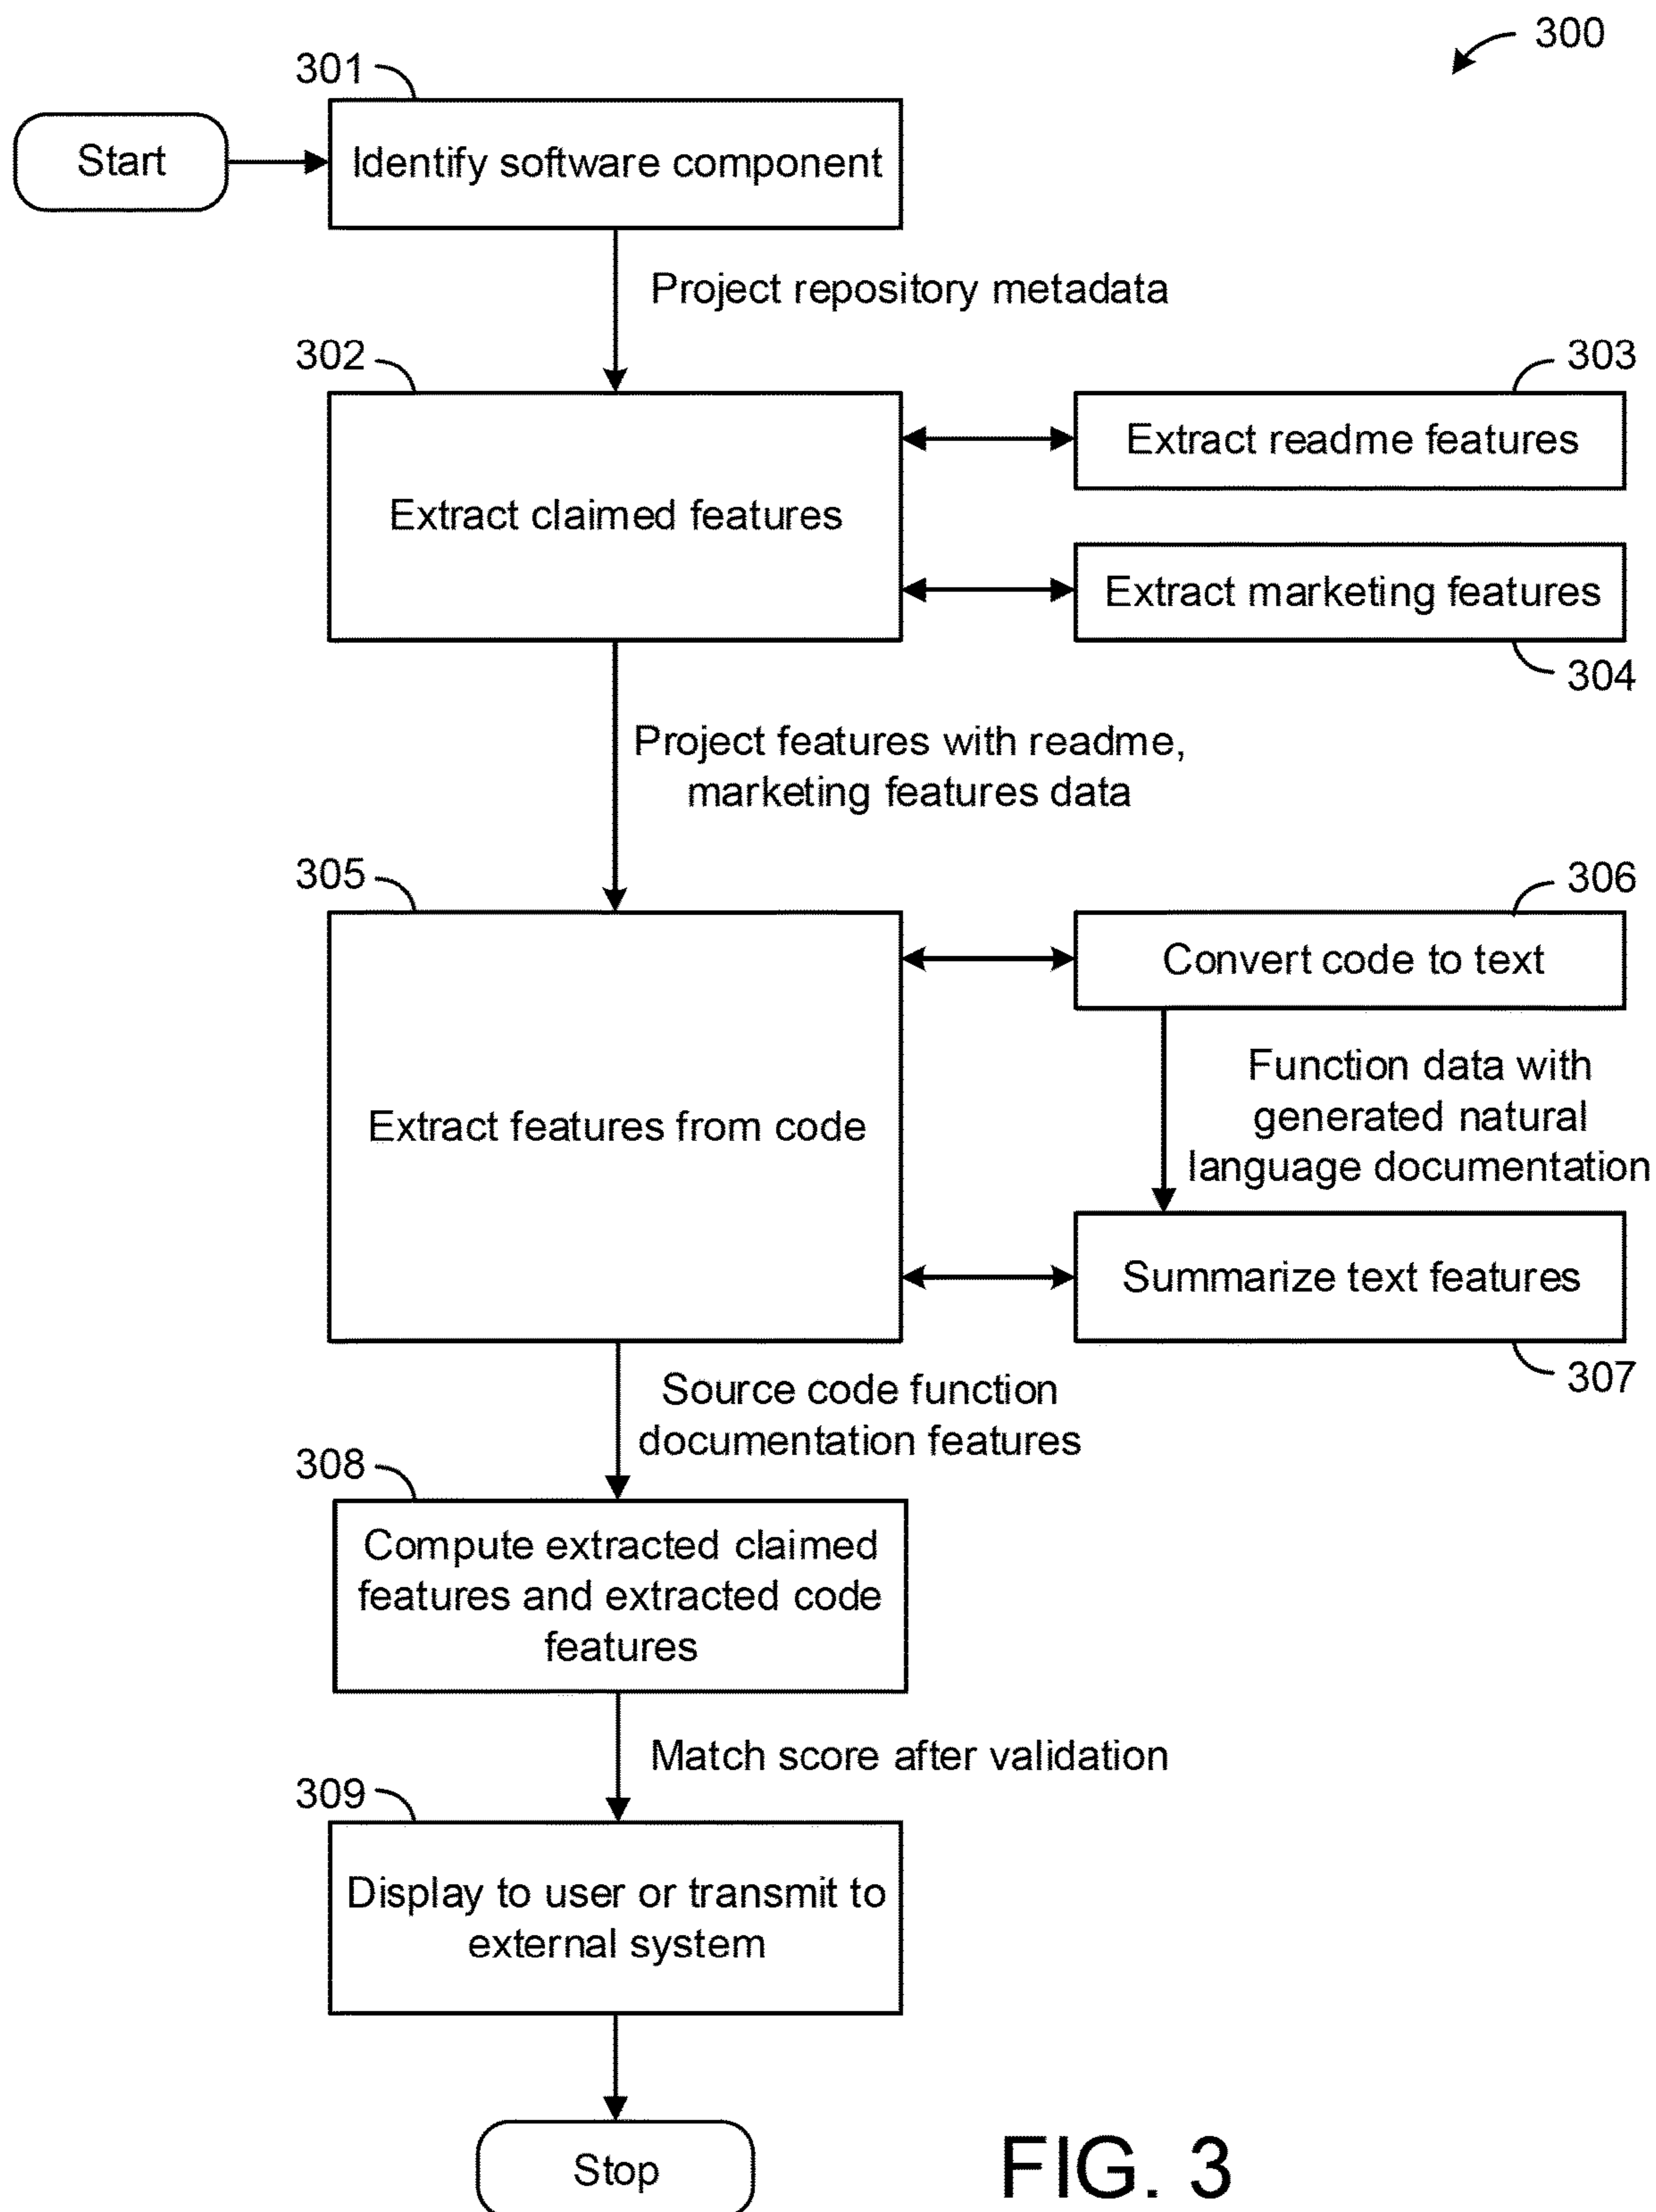 300
301
Start
Identify software component
Project repository metadata
302
303
Extract readme features
Extract claimed features
Extract marketing features
304
Project features with readme,
marketing features data
305
306
Convert code to text
Function data with
generated natural
language documentation
Extract features from code
Summarize text features
307
Source code function
documentation features
308
Compute extracted claimed
features and extracted code
features
Match score after validation
309
Display to user or transmit to
external system
Stop
FIG. 3